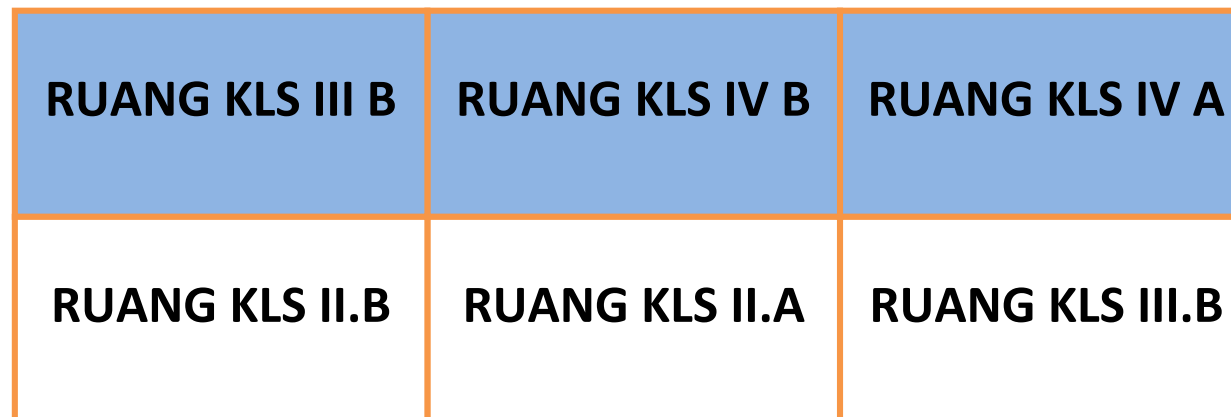 RUANG KLS III B
RUANG KLS IV B
RUANG KLS IV A
RUANG KLS II.B
RUANG KLS II.A
RUANG KLS III.B